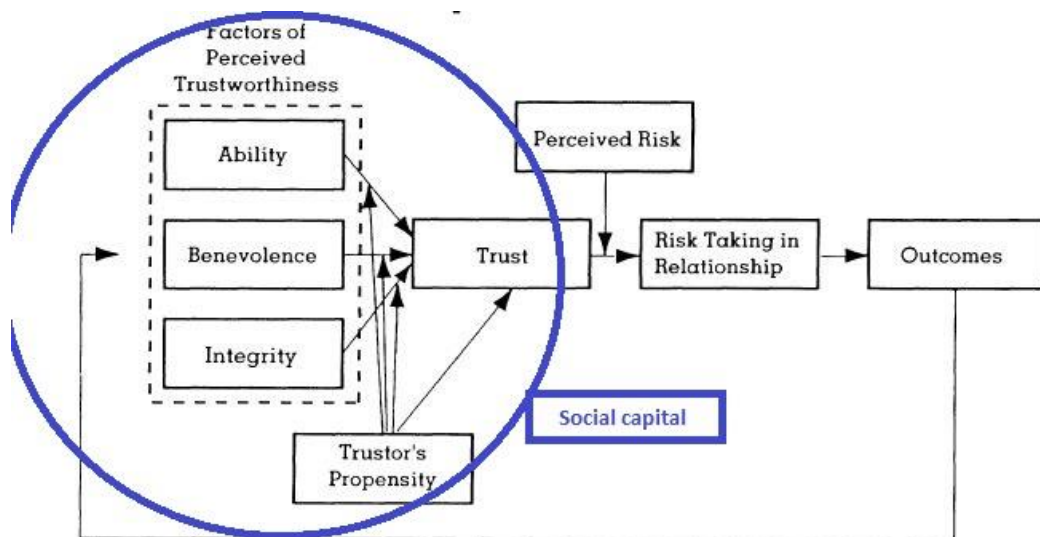 Factors of
Perceived
Trustworthiness
Ability
Benevolence
Integrity
Trustor's
Propensity
Trust
Perceived Risk
Risk Taking in
Relationship
Outcomes
Social capital